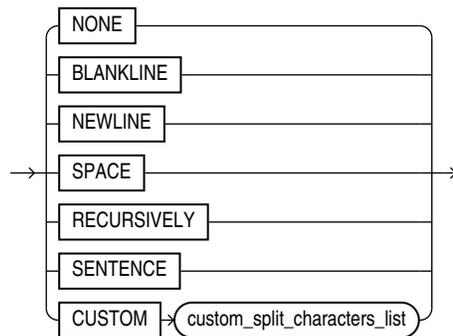 NONE
BLANKLINE
NEWLINE
SPACE
RECURSIVELY
SENTENCE
CUSTOM custom_split_characters_list